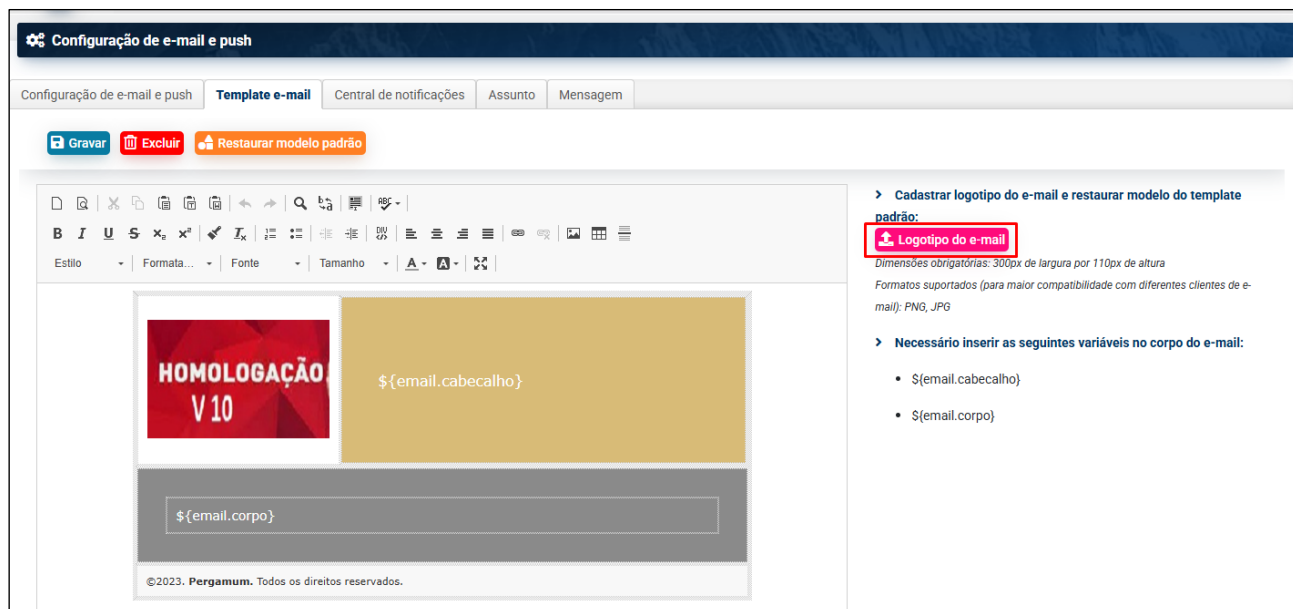 Configuração de e-mail e push
Configuração de e-mail e push Template e-mail Central de notificações Assunto Mensagem
Gravar Excluir Restaurar modelo padrão
Estilo Formata... Fonte Tamanho
HOMOLOGAÇÃO
V 10
${email.cabecalho}
${email.corpo}
©2023. Pergamum. Todos os direitos reservados.
Cadastrar logotipo do e-mail e restaurar modelo do template
padrão:
Logotipo do e-mail
Dimensões obrigatórias: 300px de largura por 110px de altura
Formatos suportados (para maior compatibilidade com diferentes clientes de e-
mail): PNG, JPG
Necessário inserir as seguintes variáveis no corpo do e-mail:
• ${email.cabecalho}
• ${email.corpo}